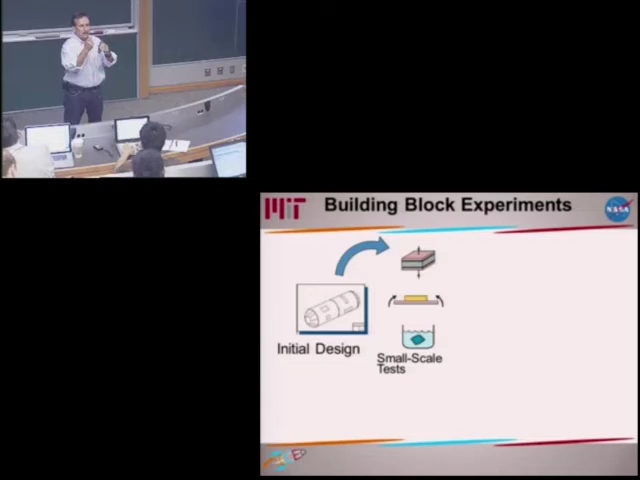 MIT
Building Block Experiments
NASA
Initial Design
Small-Scale
Tests